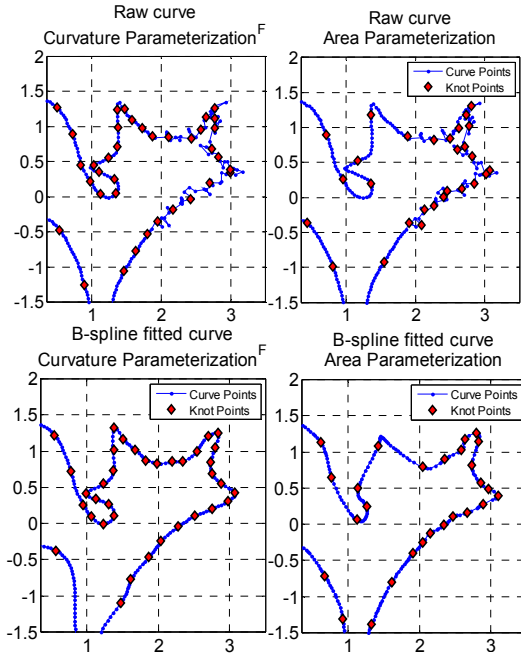 Raw curve
Curvature Parameterization F
Raw curve
Area Parameterization
Curve Points
Knot Points
2
1.5
1
0.5
0
-0.5
-1
-1.5
1 2 3
2
1.5
1
0.5
0
-0.5
-1
-1.5
1 2 3
B-spline fitted curve
Curvature Parameterization F
B-spline fitted curve
Area Parameterization
Curve Points
Knot Points
Curve Points
Knot Points
2
1.5
1
0.5
0
-0.5
-1
-1.5
1 2 3
2
1.5
1
0.5
0
-0.5
-1
-1.5
1 2 3